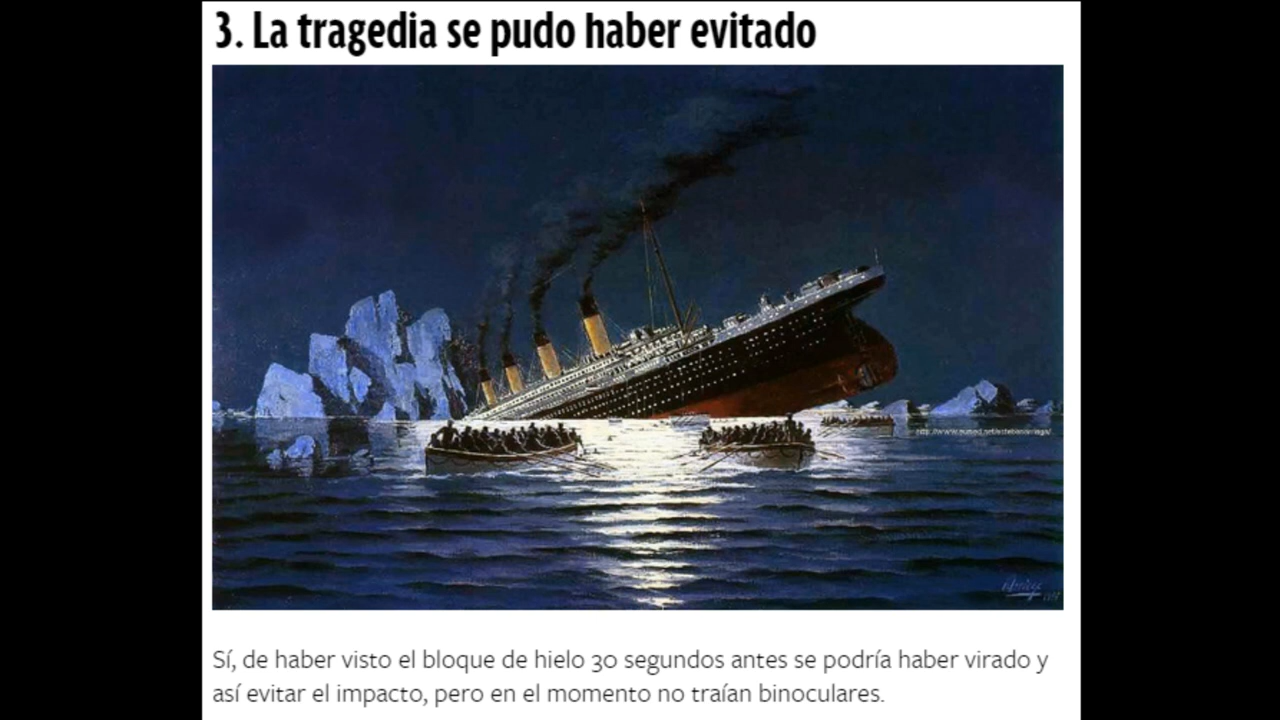 3. La tragedia se pudo haber evitado
Sí, de haber visto el bloque de hielo 30 segundos antes se podría haber virado y
así evitar el impacto, pero en el momento no traían binoculares.